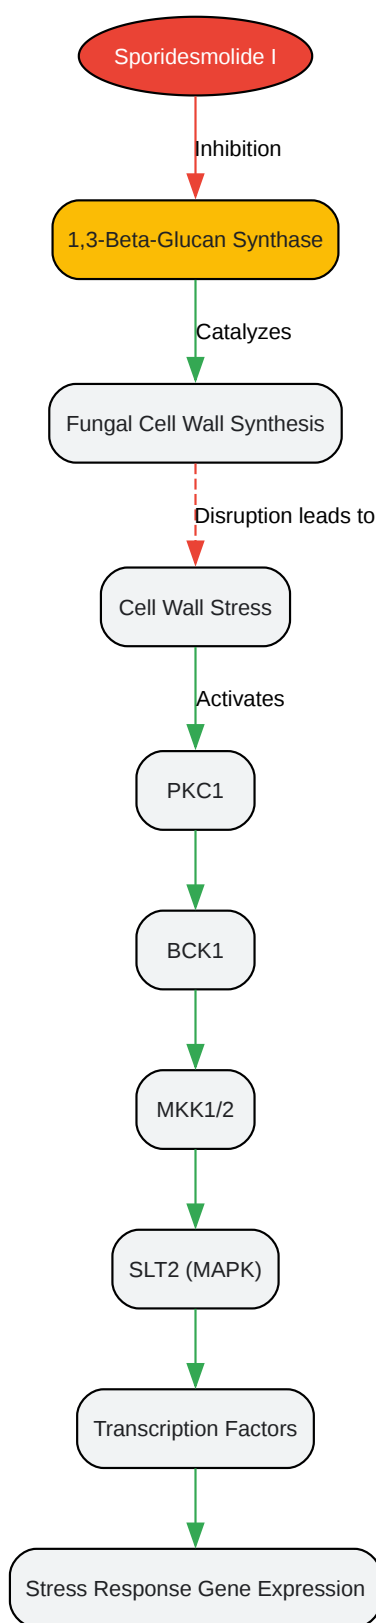 Sporidesmolide I
Inhibition
1,3-Beta-Glucan Synthase
Catalyzes
Fungal Cell Wall Synthesis
Disruption leads to
Cell Wall Stress
Activates
PKC1
BCK1
MKK1/2
SLT2 (MAPK)
Transcription Factors
Stress Response Gene Expression